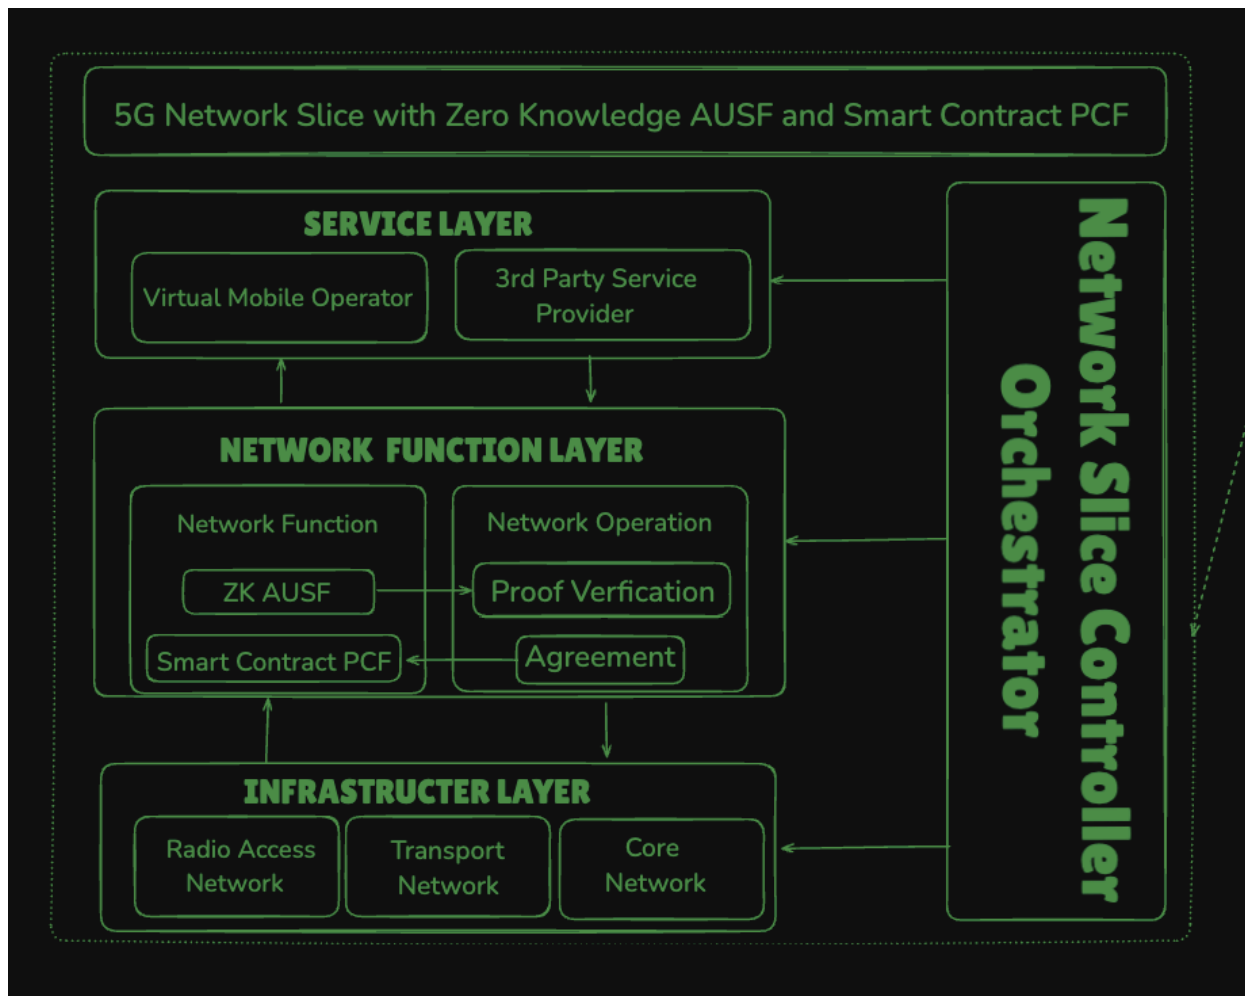 5G Network Slice with Zero Knowledge AUSF and Smart Contract PCF
SERVICE LAYER
Virtual Mobile Operator
3rd Party Service
Provider
NETWORK FUNCTION LAYER
Network Function
Network Operation
ZK AUSF
Proof Verfication
Smart Contract PCF
Agreement
INFRASTRUCTER LAYER
Radio Access
Network
Transport
Network
Core
Network
Network Slice Controller
Orchestrator